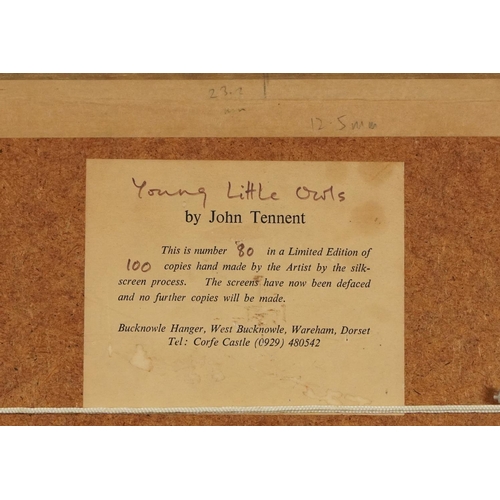 12.5mm
Young Little Owls
by John Tennent
This is number 80 in a Limited Edition of
100 copies hand made by the Artist by the silk-
screen process. The screens have now been defaced
and no further copies will be made.
Bucknowle Hanger, West Bucknowle, Wareham, Dorset
Tel: Corfe Castle (0929) 480542